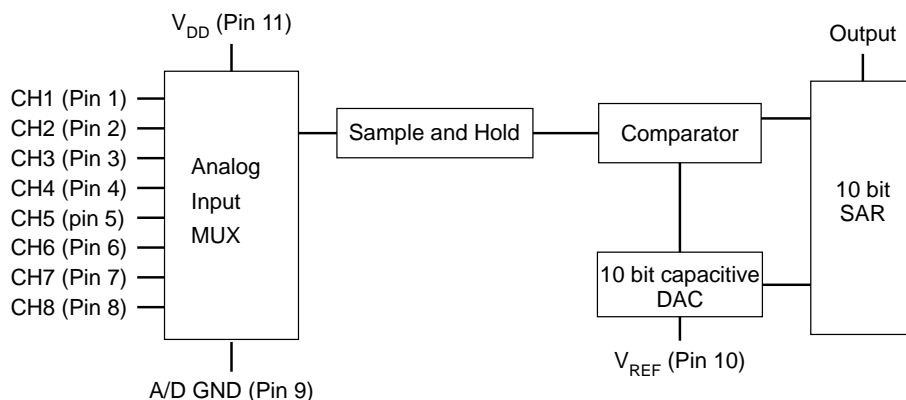 V_DD (Pin 11)
Output
CH1 (Pin 1)
CH2 (Pin 2)
CH3 (Pin 3)
CH4 (Pin 4)
CH5 (pin 5)
CH6 (Pin 6)
CH7 (Pin 7)
CH8 (Pin 8)
Analog
Input
MUX
Sample and Hold
Comparator
10 bit
SAR
10 bit capacitive
DAC
V_REF (Pin 10)
A/D GND (Pin 9)